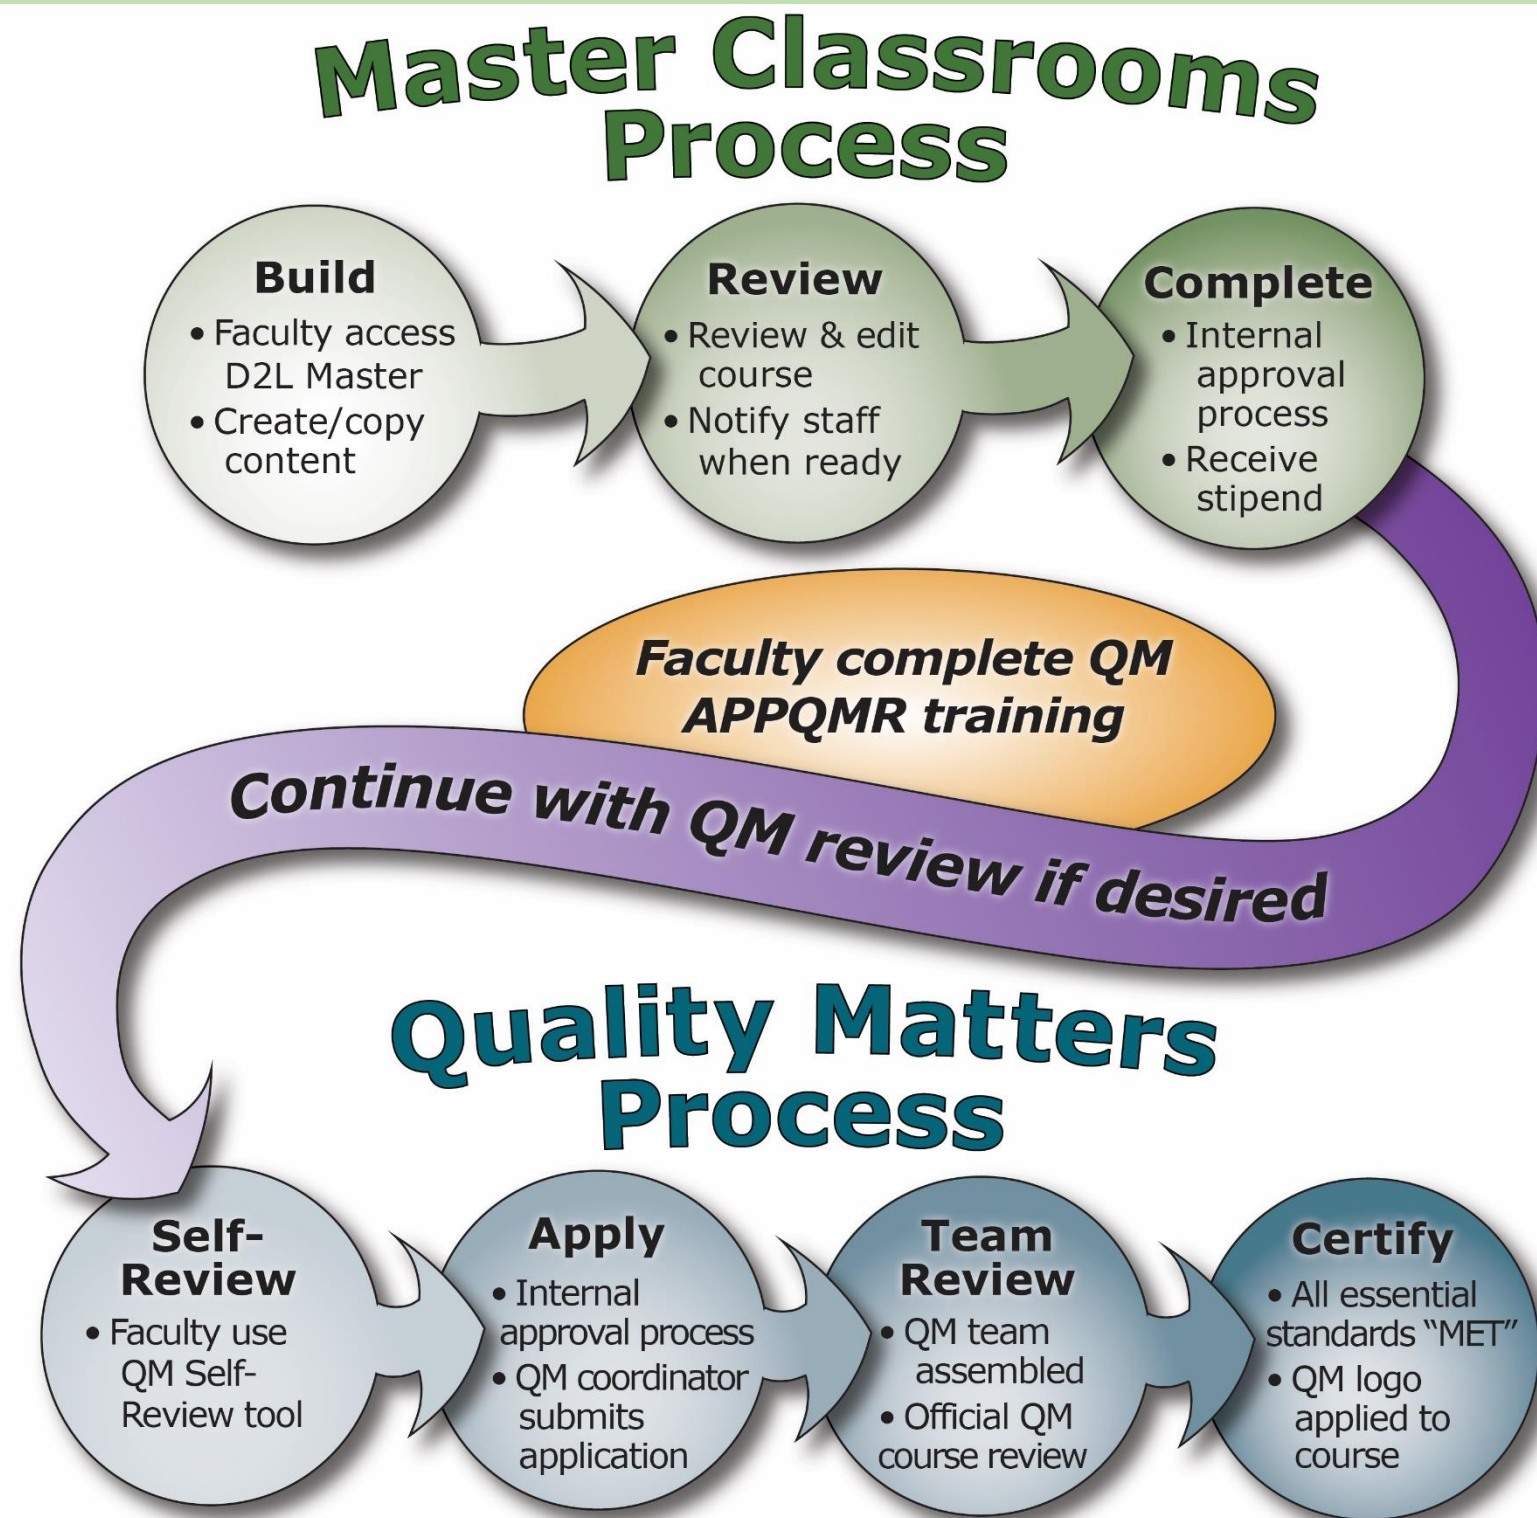 Master Classrooms
Process
Build
• Faculty access
D2L Master
• Create/copy
content
Review
• Review & edit
course
• Notify staff
when ready
Complete
• Internal
approval
process
• Receive
stipend
Faculty complete QM
APPQMR training
Continue with QM review if desired
Quality Matters
Process
Self-
Review
• Faculty use
QM Self-
Review tool
Apply
• Internal
approval process
• QM coordinator
submits
application
Team
Review
• QM team
assembled
• Official QM
course review
Certify
• All essential
standards “MET”
• QM logo
applied to
course